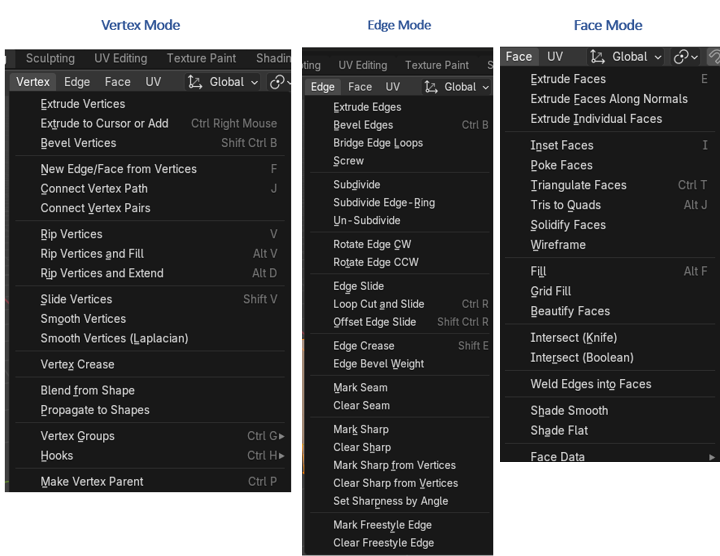 Vertex Mode
Sculpting UV Editing Texture Paint Shadin
Vertex Edge Face UV Global
Extrude Vertices
Extrude to Cursor or Add Ctrl Right Mouse
Bevel Vertices Shift Ctrl B
New Edge/Face from Vertices F
Connect Vertex Path J
Connect Vertex Pairs
Rip Vertices V
Rip Vertices and Fill Alt V
Rip Vertices and Extend Alt D
Slide Vertices Shift V
Smooth Vertices
Smooth Vertices (Laplacian)
Vertex Crease
Blend from Shape
Propagate to Shapes
Vertex Groups Ctrl G
Hooks Ctrl H
Make Vertex Parent Ctrl P
Edge Mode
pting UV Editing Texture Paint S
Edge Face UV Global
Extrude Edges
Bevel Edges Ctrl B
Bridge Edge Loops
Screw
Subdivide
Subdivide Edge-Ring
Un-Subdivide
Rotate Edge CW
Rotate Edge CCW
Edge Slide
Loop Cut and Slide Ctrl R
Offset Edge Slide Shift Ctrl R
Edge Crease Shift E
Edge Bevel Weight
Mark Seam
Clear Seam
Mark Sharp
Clear Sharp
Mark Sharp from Vertices
Clear Sharp from Vertices
Set Sharpness by Angle
Mark Freestyle Edge
Clear Freestyle Edge
Face Mode
Face UV Global
Extrude Faces E
Extrude Faces Along Normals
Extrude Individual Faces
Inset Faces I
Poke Faces
Triangulate Faces Ctrl T
Tris to Quads Alt J
Solidify Faces
Wireframe
Fill Alt F
Grid Fill
Beautify Faces
Intersect (Knife)
Intersect (Boolean)
Weld Edges into Faces
Shade Smooth
Shade Flat
Face Data